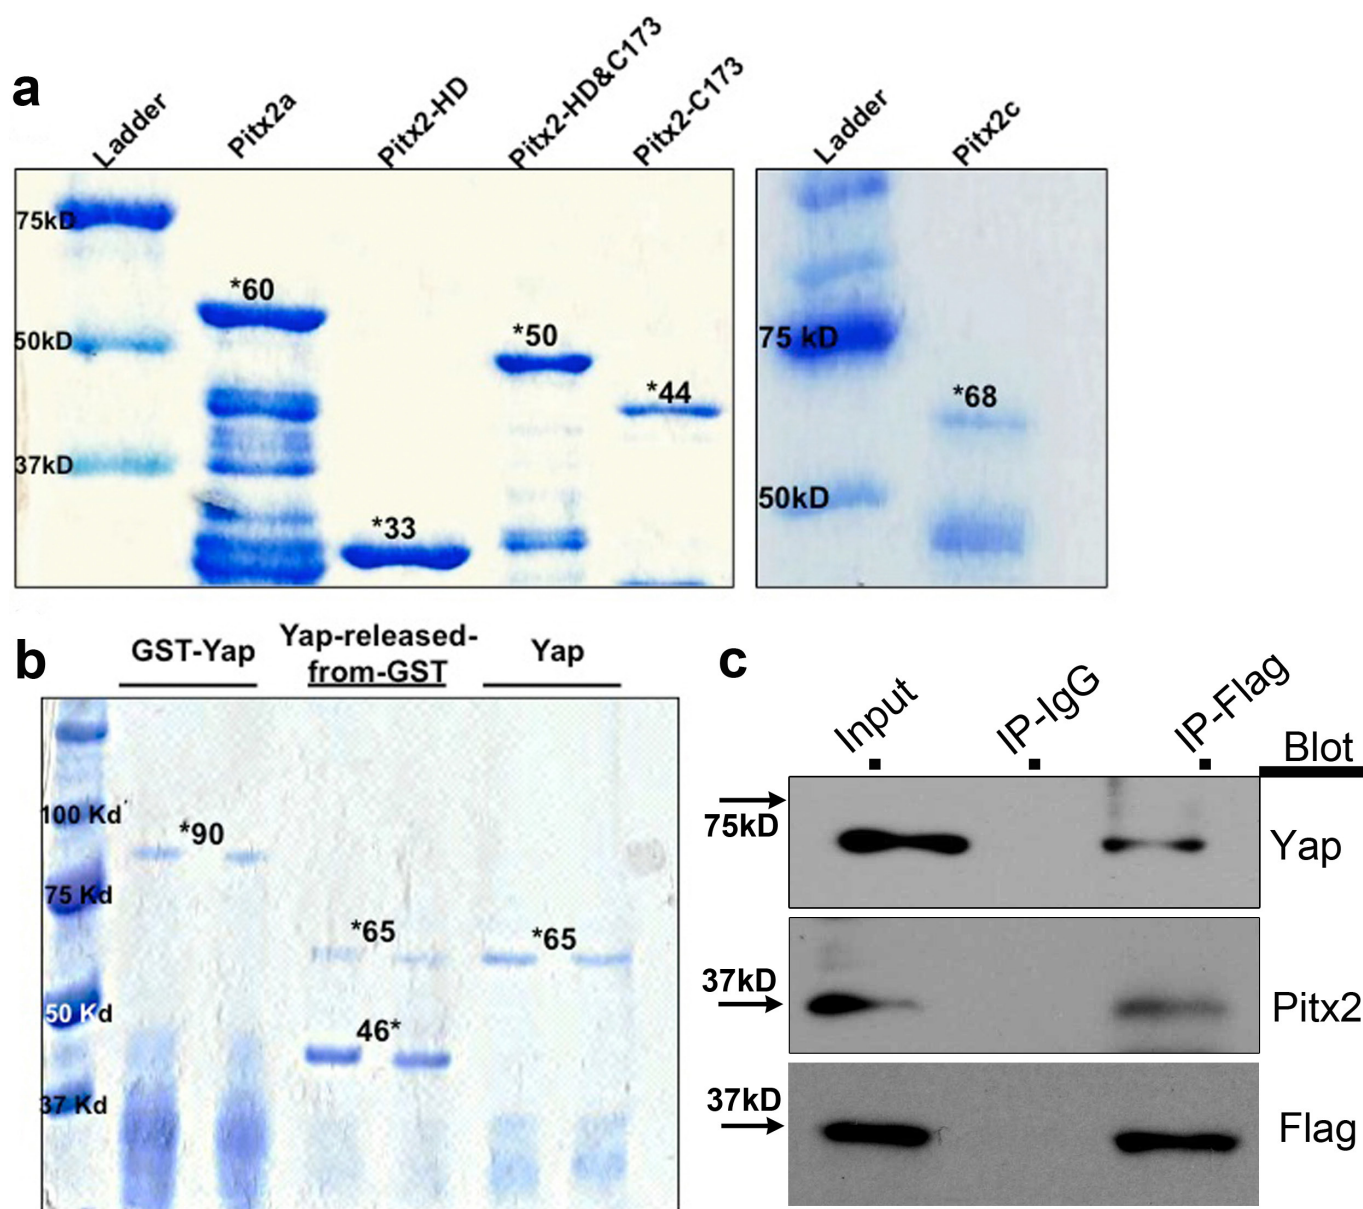 a
Ladder
Pitx2a
Pitx2-HD
Pitx2-HD&C173
Pitx2-C173
Ladder
Pitx2c
75kD
50kD
37kD
*60
*33
*50
*44
75 kD
50kD
*68
b
GST-Yap
Yap-released-
from-GST
Yap
100 Kd
75 Kd
50 Kd
37 Kd
*90
*65
46*
*65
c
Input
IP-IgG
IP-Flag
Blot
75kD
Yap
37kD
Pitx2
37kD
Flag